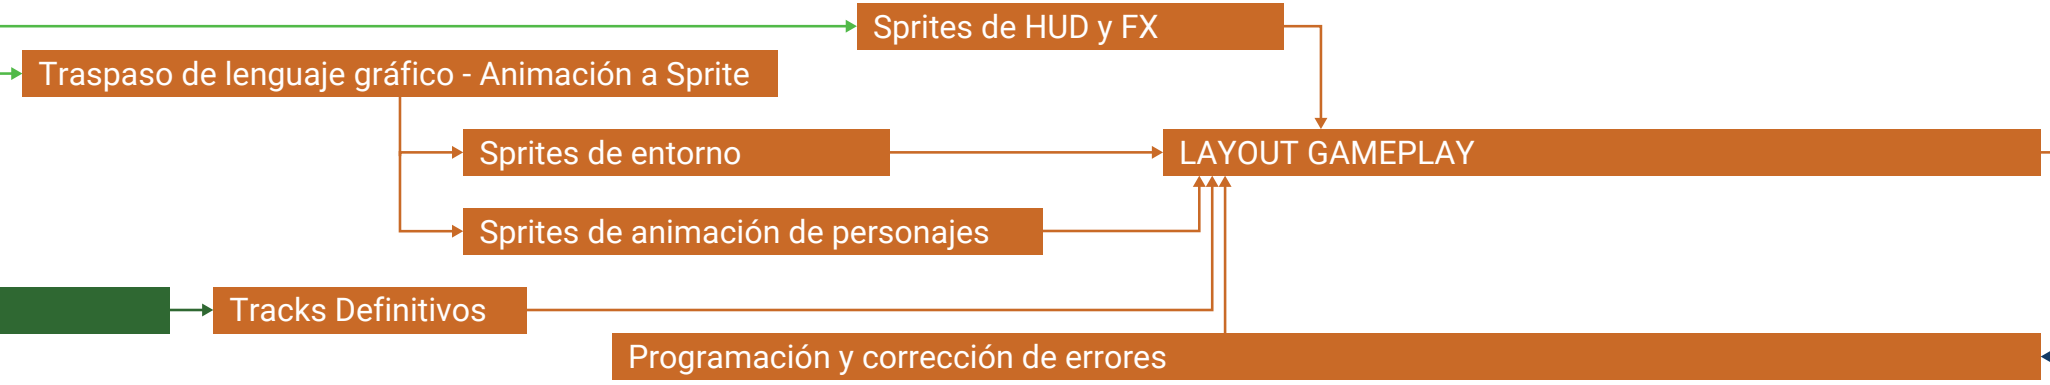 Sprites de HUD y FX
Traspaso de lenguaje gráfico - Animación a Sprite
Sprites de entorno
LAYOUT GAMEPLAY
Sprites de animación de personajes
Tracks Definitivos
Programación y corrección de errores